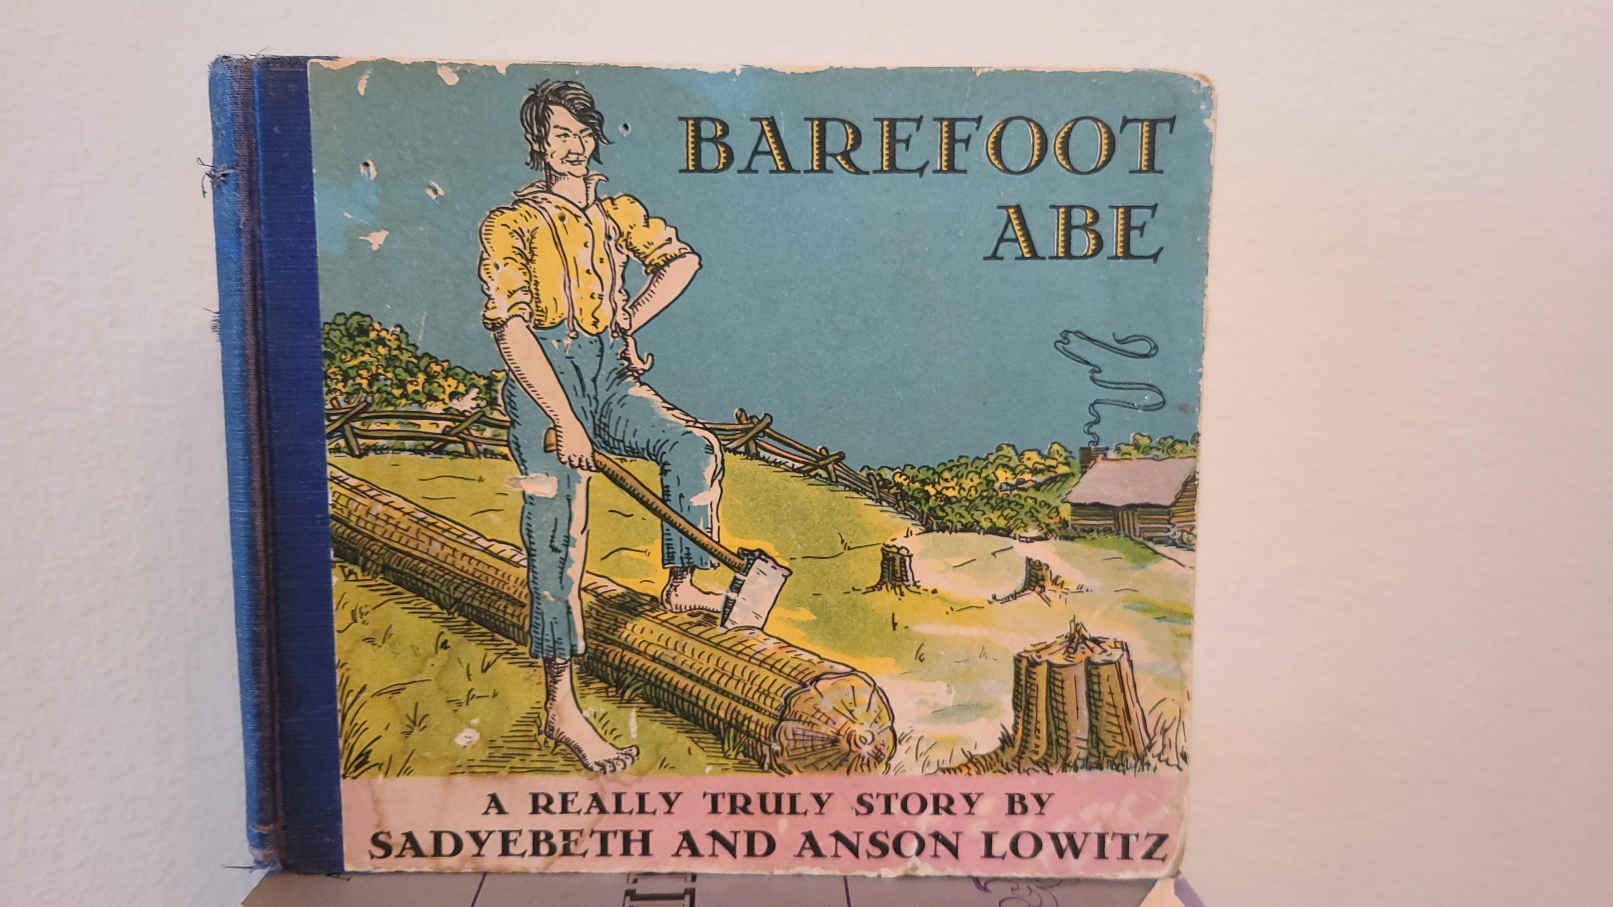 BAREFOOT
ABE
A REALLY TRULY STORY BY
SADYEBETH AND ANSON LOWITZ